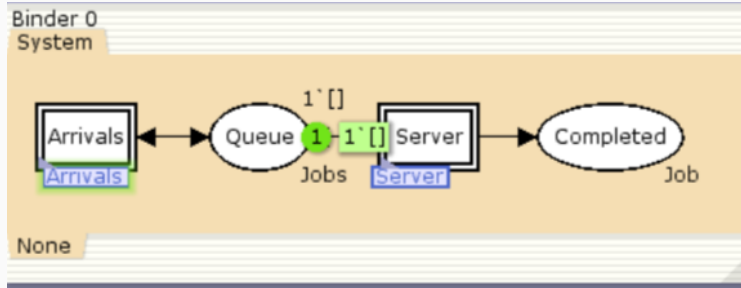 Binder 0
System
1`[]
Arrivals Queue 1 1`[] Server Completed
Arrivals Jobs Server Job
None